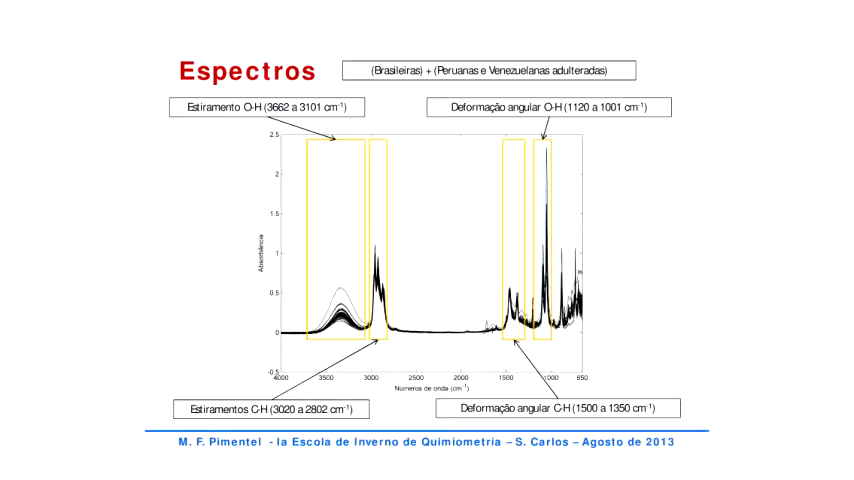 Espectros
(Brasileiras) + (Peruanas e Venezuelanas adulteradas)
Estiramento O-H (3662 a 3101 cm⁻¹)
Deformação angular O-H (1120 a 1001 cm⁻¹)
2.5
2
1.5
1
0.5
0
-0.5
Absorbância
4000 3500 3000 2500 2000 1500 1000 650
Números de onda (cm⁻¹)
Estiramentos C-H (3020 a 2802 cm⁻¹)
Deformação angular C-H (1500 a 1350 cm⁻¹)
M. F. Pimentel - Ia Escola de Inverno de Quimiometria – S. Carlos – Agosto de 2013